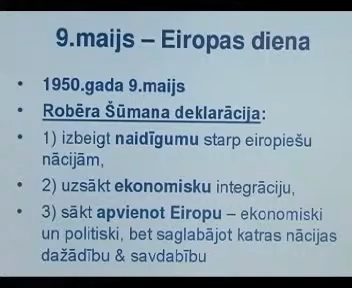 9.maijs – Eiropas diena
• 1950.gada 9.maijs
• Robēra Šūmana deklarācija:
• 1) izbeigt naidīgumu starp eiropiešu
nācijām,
• 2) uzsākt ekonomisku integrāciju,
• 3) sākt apvienot Eiropu – ekonomiski
un politiski, bet saglabājot katras nācijas
dažādību & savdabību